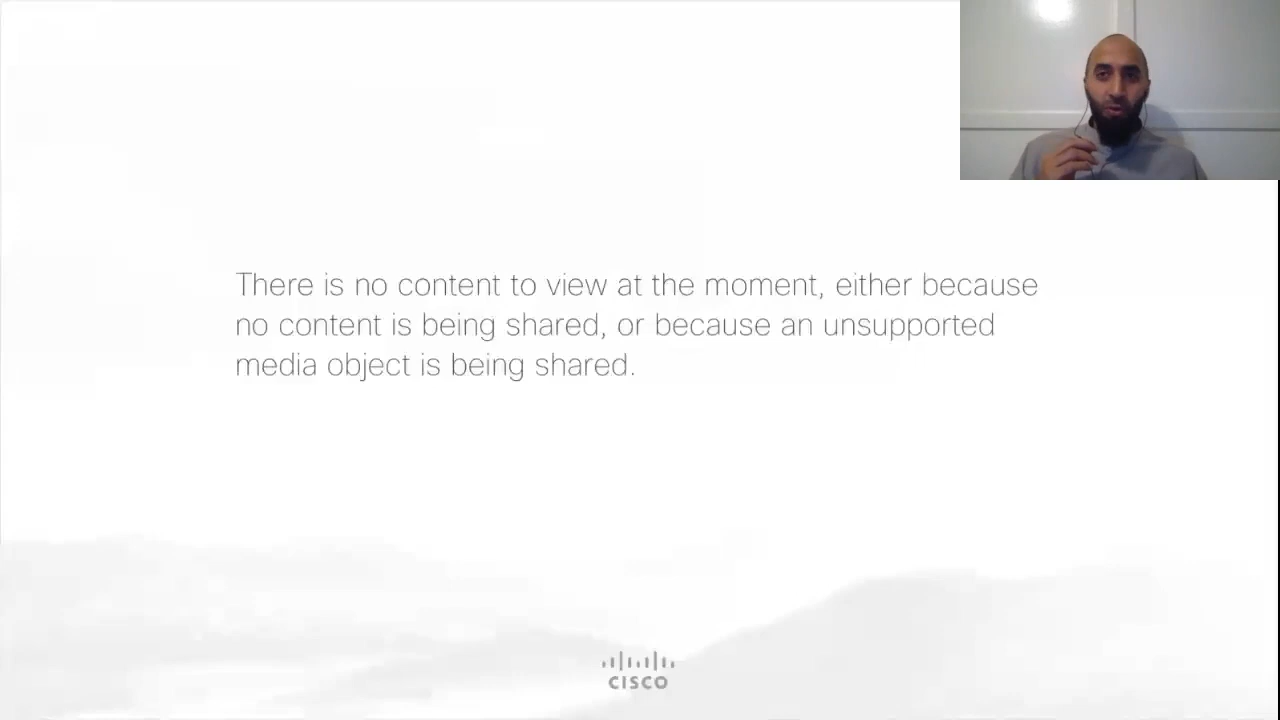 There is no content to view at the moment, either because
no content is being shared, or because an unsupported
media object is being shared.
CISCO